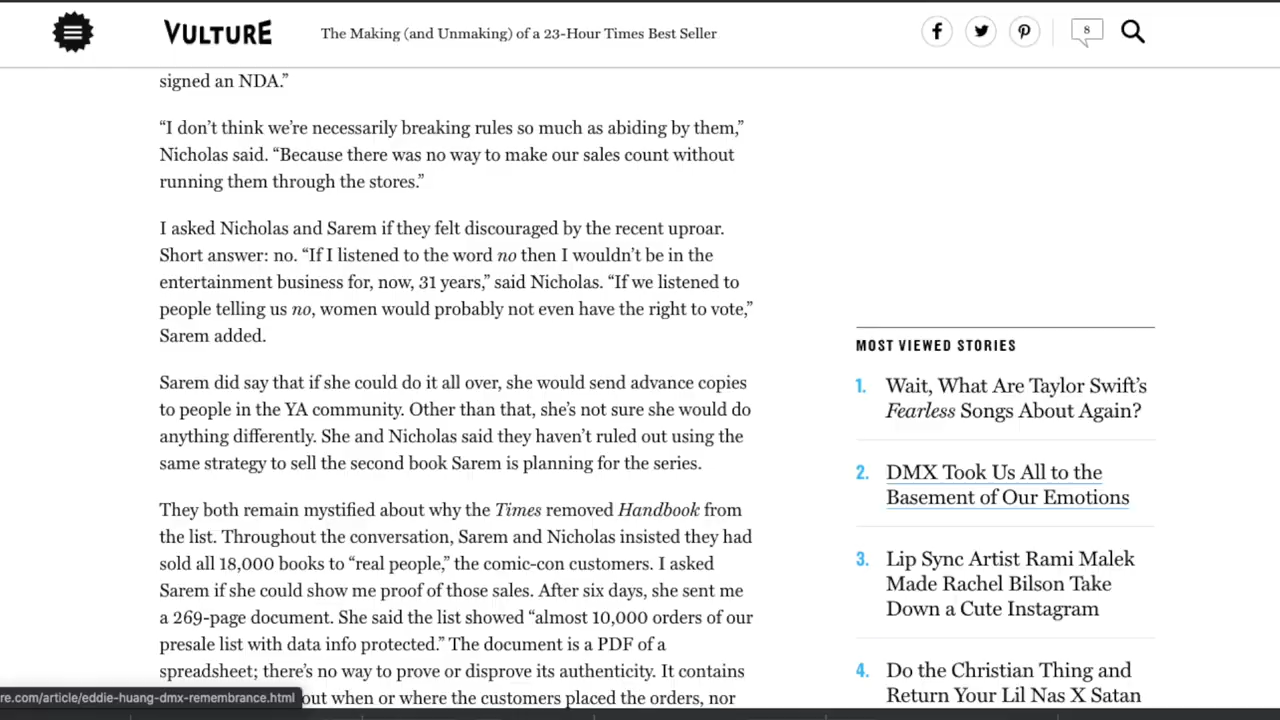 VULTURE
The Making (and Unmaking) of a 23-Hour Times Best Seller
8
signed an NDA.”
“I don’t think we’re necessarily breaking rules so much as abiding by them,”
Nicholas said. “Because there was no way to make our sales count without
running them through the stores.”
I asked Nicholas and Sarem if they felt discouraged by the recent uproar.
Short answer: no. “If I listened to the word no then I wouldn’t be in the
entertainment business for, now, 31 years,” said Nicholas. “If we listened to
people telling us no, women would probably not even have the right to vote,”
Sarem added.
Sarem did say that if she could do it all over, she would send advance copies
to people in the YA community. Other than that, she’s not sure she would do
anything differently. She and Nicholas said they haven’t ruled out using the
same strategy to sell the second book Sarem is planning for the series.
They both remain mystified about why the Times removed Handbook from
the list. Throughout the conversation, Sarem and Nicholas insisted they had
sold all 18,000 books to “real people,” the comic-con customers. I asked
Sarem if she could show me proof of those sales. After six days, she sent me
a 269-page document. She said the list showed “almost 10,000 orders of our
presale list with data info protected.” The document is a PDF of a
spreadsheet; there’s no way to prove or disprove its authenticity. It contains
out when or where the customers placed the orders, nor
re.com/article/eddie-huang-dmx-remembrance.html
MOST VIEWED STORIES
1. Wait, What Are Taylor Swift’s
Fearless Songs About Again?
2. DMX Took Us All to the
Basement of Our Emotions
3. Lip Sync Artist Rami Malek
Made Rachel Bilson Take
Down a Cute Instagram
4. Do the Christian Thing and
Return Your Lil Nas X Satan